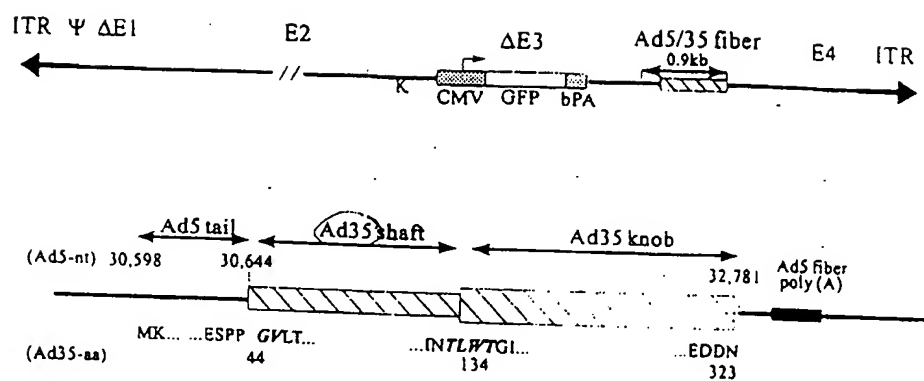 ITR Ψ ΔE1 E2 ΔE3 Ad5/35 fiber E4 ITR
0.9kb
K CMV GFP bPA
Ad5 tail Ad35 shaft Ad35 knob
(Ad5-nt) 30,598 30,644 32,781 Ad5 fiber
poly (A)
MK... ...ESPP GVLT... ...INTLWTGI... ...EDDN
(Ad35-aa) 44 134 323